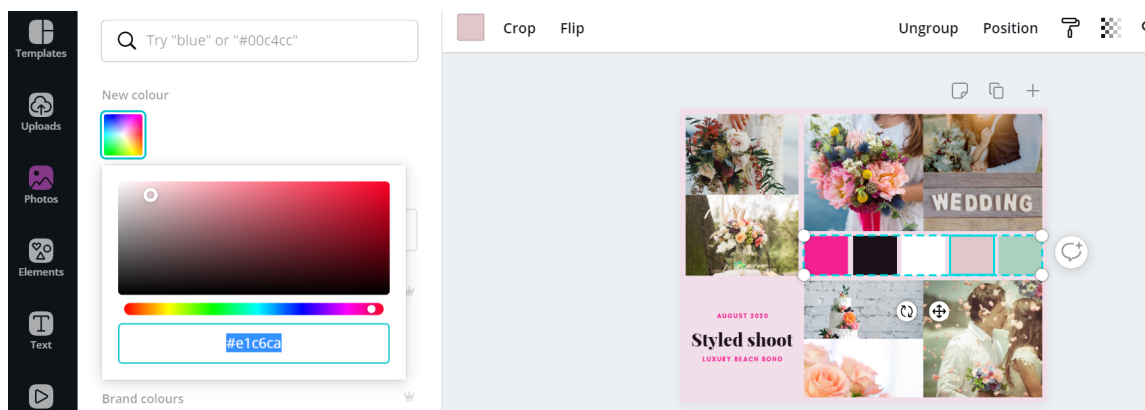 Templates
Uploads
Photos
Elements
Text
Try "blue" or "#00c4cc"
New colour
#e1c6ca
Brand colours
Crop Flip
Ungroup Position
WEDDING
AUGUST 2020
Styled shoot
LUXURY BEACH BOHO